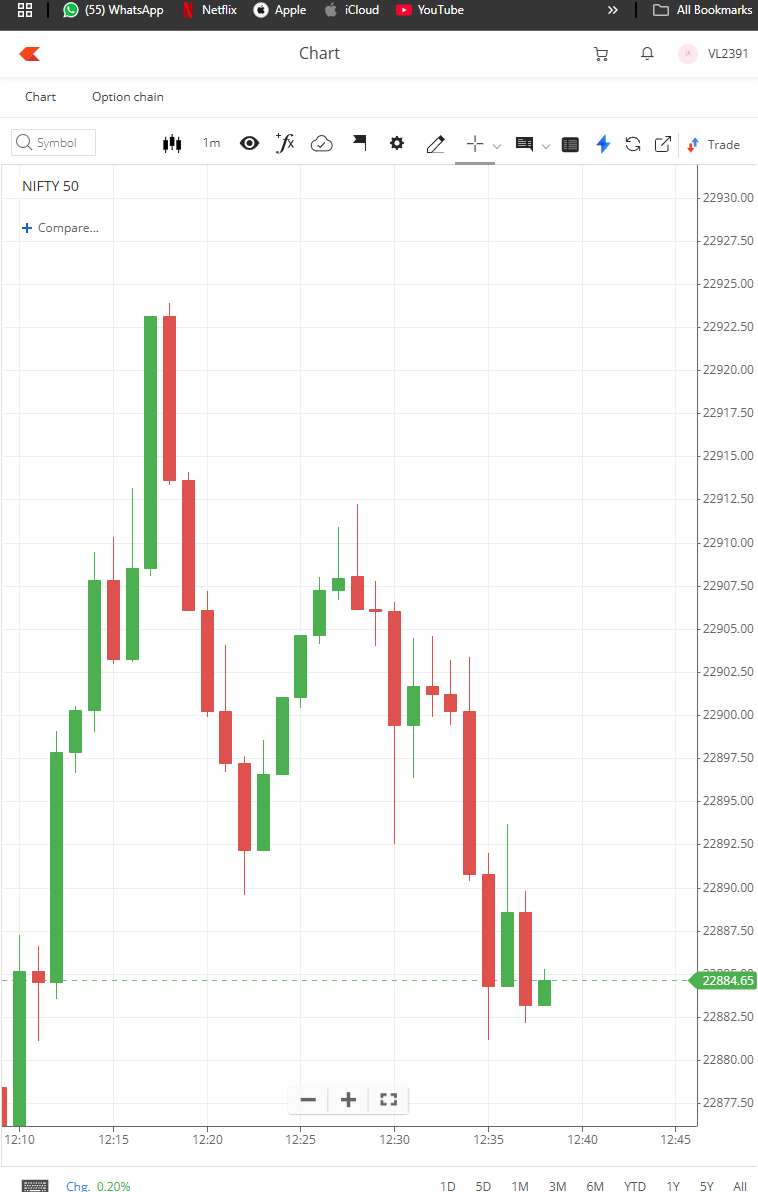 (55) WhatsApp Netflix Apple iCloud YouTube » All Bookmarks
Chart VL2391
Chart Option chain
Symbol 1m Trade
NIFTY 50
Compare...
22930.00
22927.50
22925.00
22922.50
22920.00
22917.50
22915.00
22912.50
22910.00
22907.50
22905.00
22902.50
22900.00
22897.50
22895.00
22892.50
22890.00
22887.50
22884.65
22882.50
22880.00
22877.50
12:10 12:15 12:20 12:25 12:30 12:35 12:40 12:45
Chg. 0.20% 1D 5D 1M 3M 6M YTD 1Y 5Y All